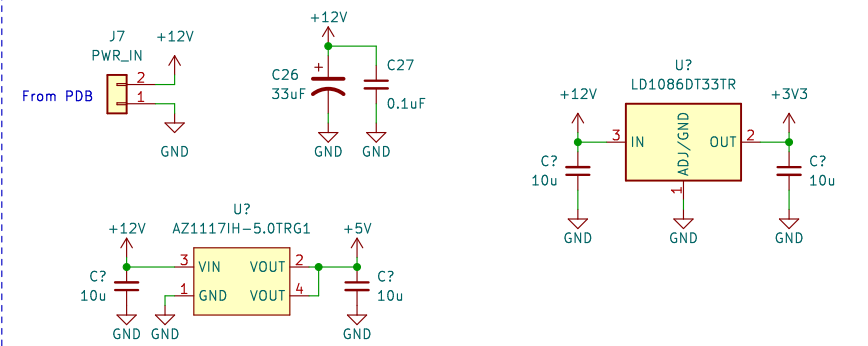 J7
PWR_IN
+12V
2
1
From PDB
GND
+12V
C26
33uF
+
C27
0.1uF
GND
GND
U?
LD1086DT33TR
+12V
+3V3
3
IN
ADJ/GND
OUT
2
1
C?
10u
C?
10u
GND
GND
GND
U?
AZ1117IH-5.0TRG1
+12V
+5V
3
VIN
VOUT
2
1
GND
VOUT
4
C?
10u
C?
10u
GND
GND
GND